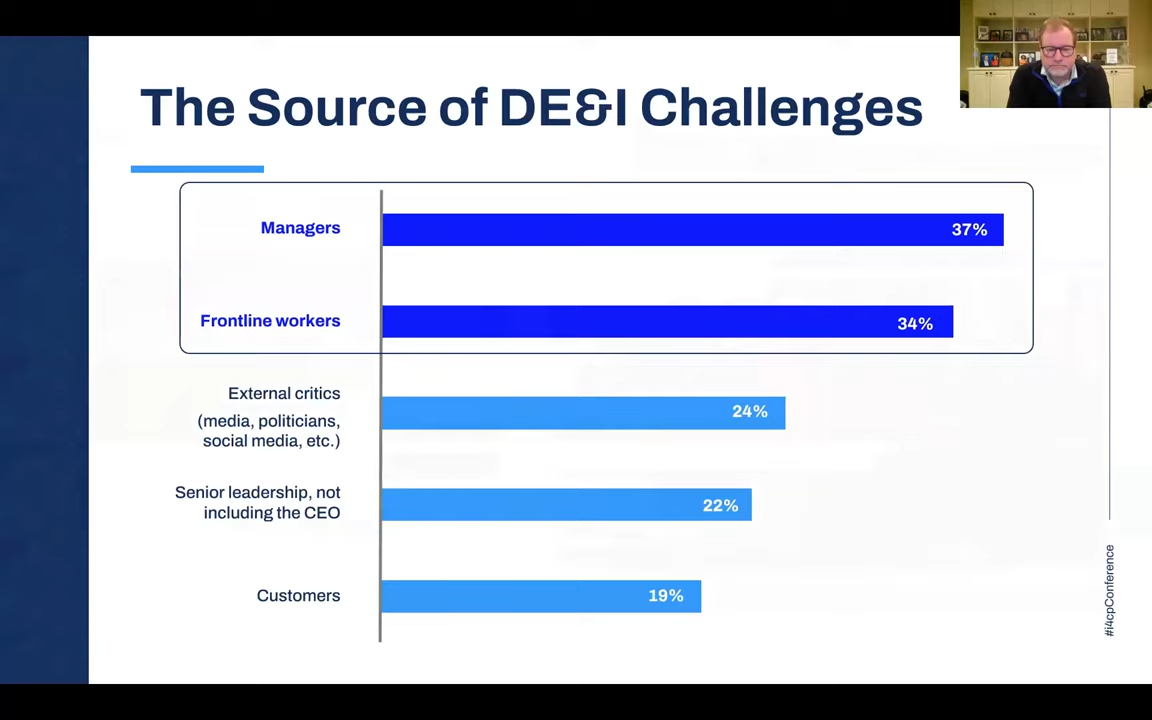 The Source of DE&I Challenges
Managers
37%
Frontline workers
34%
External critics
(media, politicians,
social media, etc.)
24%
Senior leadership, not
including the CEO
22%
Customers
19%
#i4cpConference